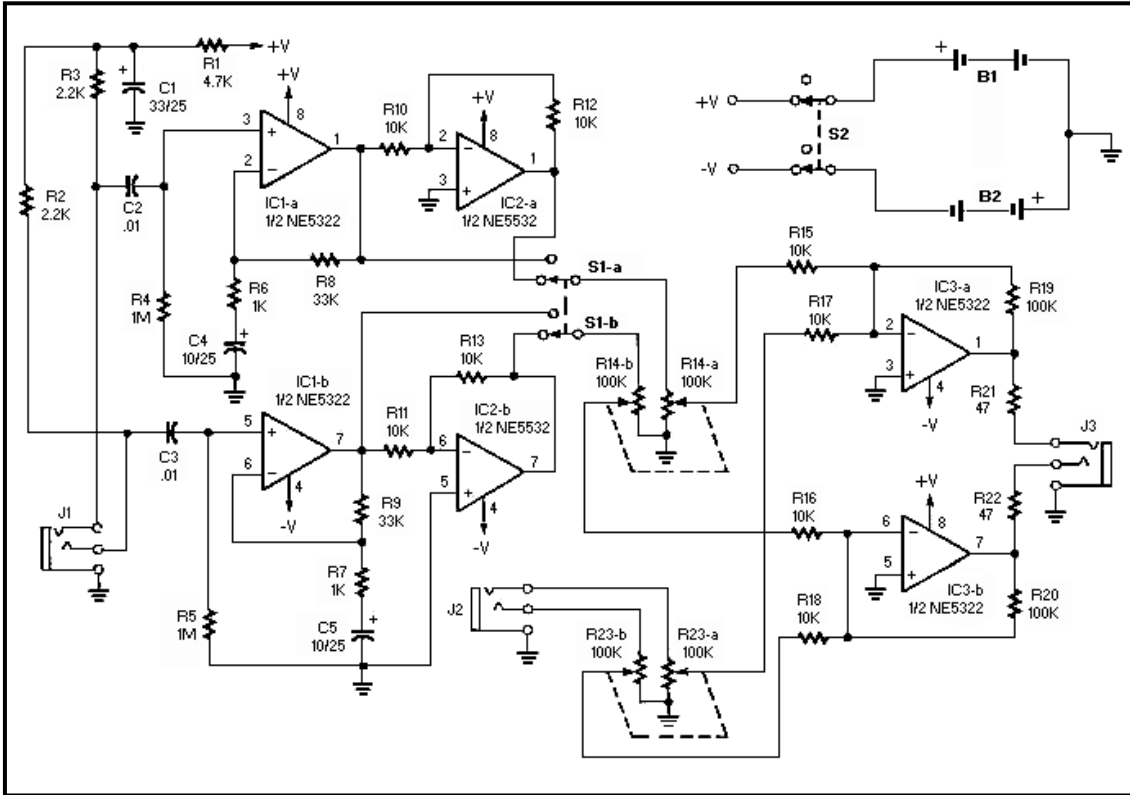 R3
2.2K
C1
33/25
R1
4.7K
+V
+V
R2
2.2K
C2
.01
R4
1M
3
+
2
−
8
1
IC1-a
1/2 NE5322
R10
10K
+V
8
2
−
3
+
1
IC2-a
1/2 NE5532
R12
10K
+
R6
1K
R8
33K
+
C4
10/25
S1-a
S1-b
+V
-V
S2
+
B1
B2
+
C3
.01
R5
1M
J1
IC1-b
1/2 NE5322
5
+
6
−
7
4
-V
R11
10K
R13
10K
IC2-b
1/2 NE5532
6
−
5
+
7
4
-V
R9
33K
R7
1K
+
C5
10/25
R14-b
100K
R14-a
100K
R15
10K
R17
10K
IC3-a
1/2 NE5322
2
−
3
+
1
4
-V
R19
100K
R21
47
J3
R16
10K
R18
10K
+V
8
6
−
5
+
7
IC3-b
1/2 NE5322
R22
47
R20
100K
J2
R23-b
100K
R23-a
100K